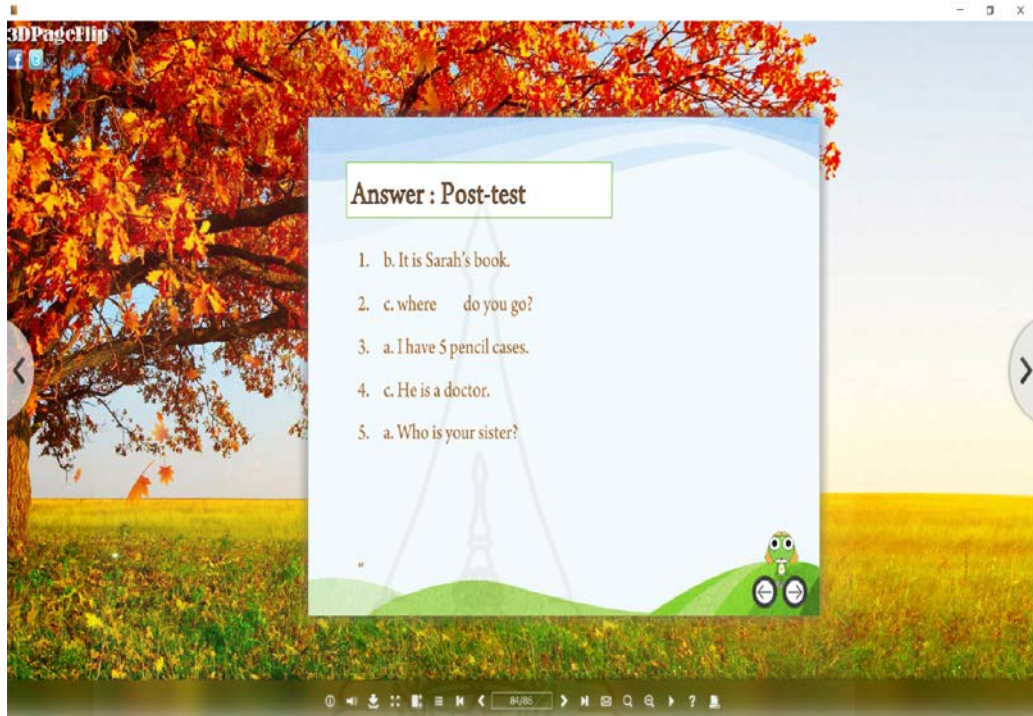 3DPageFlip
Answer : Post-test
1. b. It is Sarah's book.
2. c. where do you go?
3. a. I have 5 pencil cases.
4. c. He is a doctor.
5. a. Who is your sister?
84/86